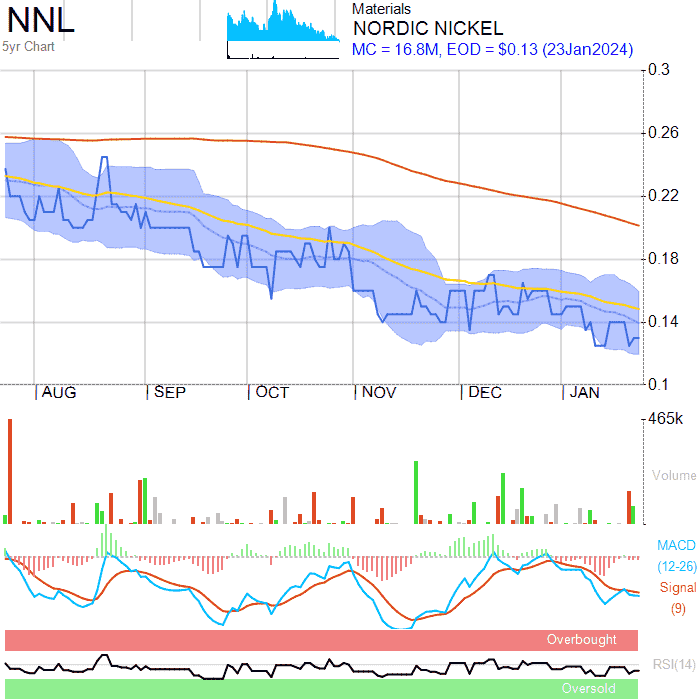 NNL
5yr Chart
Materials
NORDIC NICKEL
MC = 16.8M, EOD = $0.13 (23Jan2024)
0.3
0.26
0.22
0.18
0.14
0.1
AUG SEP OCT NOV DEC JAN
465k
Volume
MACD
(12-26)
Signal
(9)
Overbought
RSI(14)
Oversold